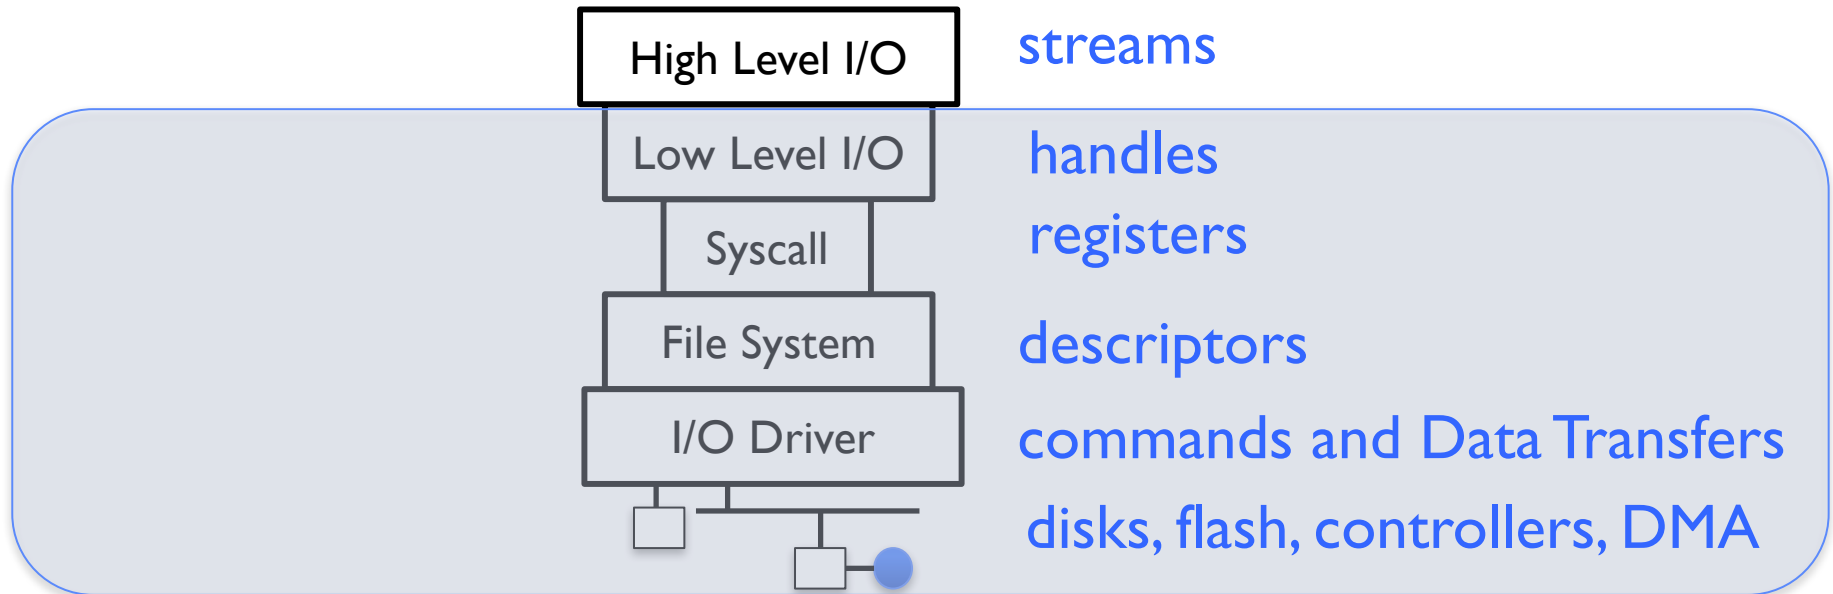 High Level I/O streams
Low Level I/O handles
Syscall registers
File System descriptors
I/O Driver commands and Data Transfers
disks, flash, controllers, DMA